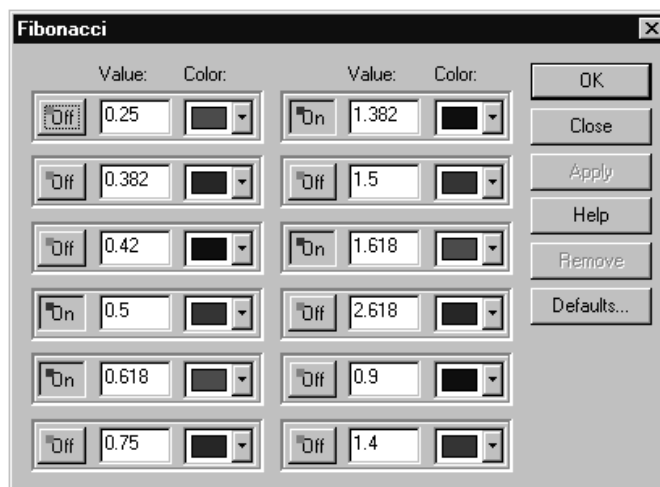 Fibonacci
Value: Color: Value: Color:
Off 0.25 On 1.382 OK
Close
Off 0.382 Off 1.5 Apply
Help
Off 0.42 On 1.618
Remove
On 0.5 Off 2.618 Defaults...
On 0.618 Off 0.9
Off 0.75 Off 1.4